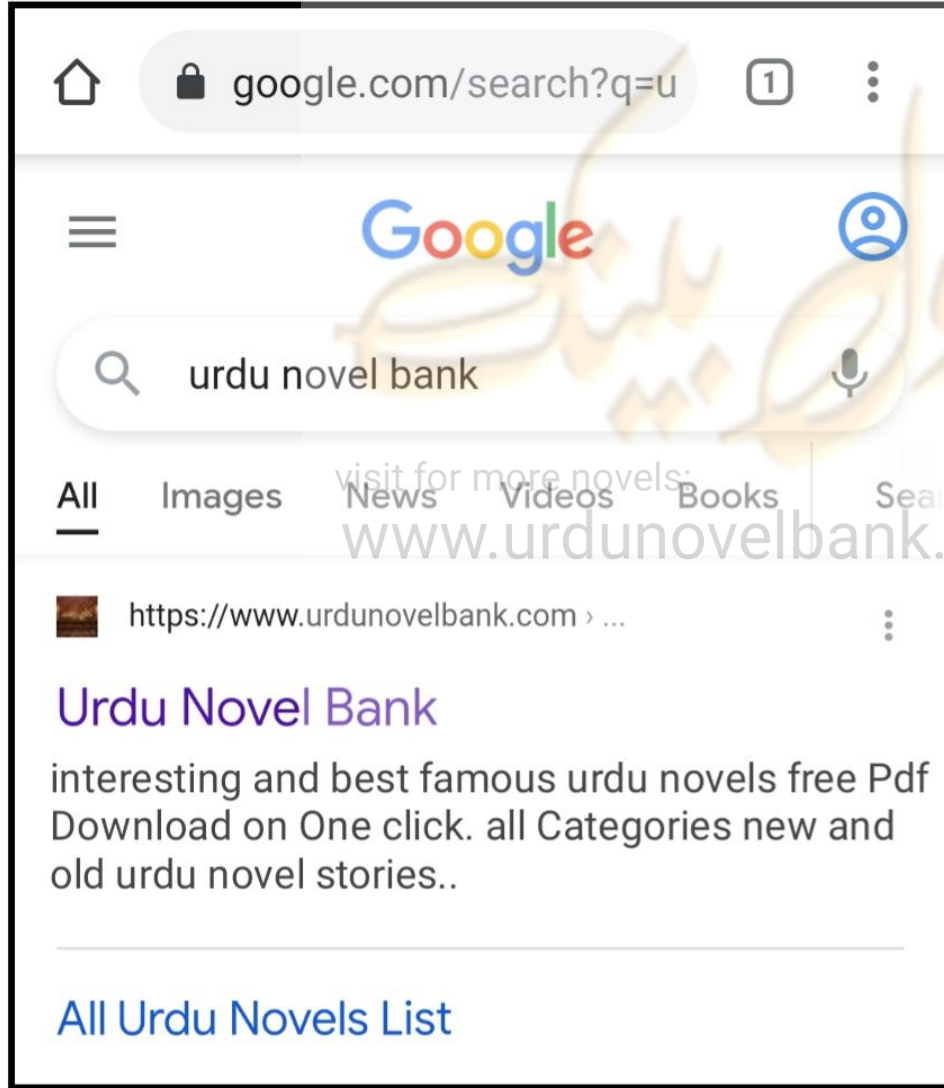 google.com/search?q=u
1
Google
urdu novel bank
visit for more novels:
All Images News Videos Books Sear
www.urdunovelbank.
https://www.urdunovelbank.com › ...
Urdu Novel Bank
interesting and best famous urdu novels free Pdf
Download on One click. all Categories new and
old urdu novel stories..
All Urdu Novels List